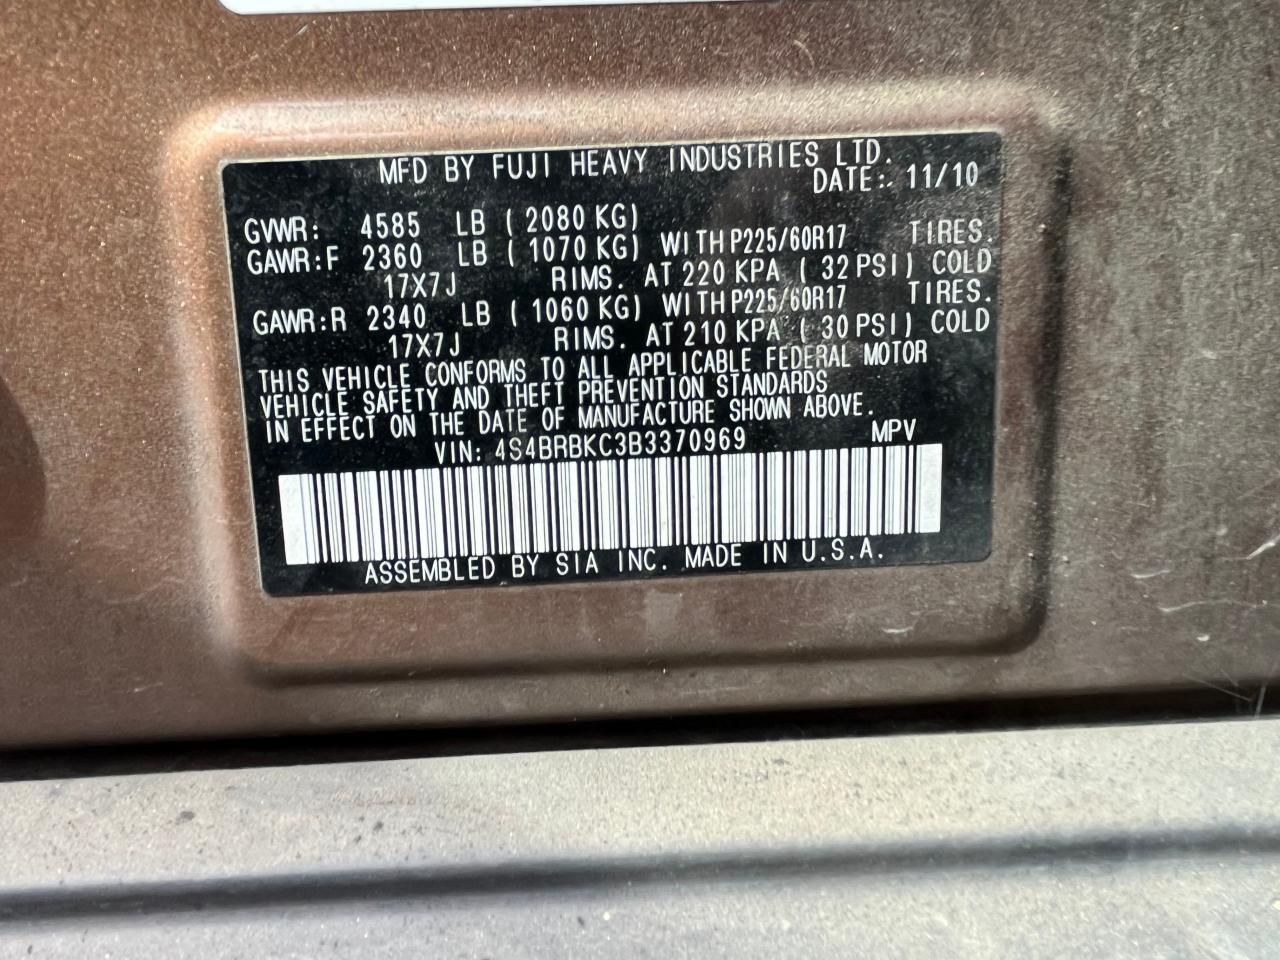 MFD BY FUJI HEAVY INDUSTRIES LTD.
DATE: 11/10
GVWR: 4585 LB ( 2080 KG)
GAWR:F 2360 LB ( 1070 KG) WITH P225/60R17 TIRES.
17X7J RIMS. AT 220 KPA ( 32 PSI) COLD
GAWR:R 2340 LB ( 1060 KG) WITH P225/60R17 TIRES.
17X7J RIMS. AT 210 KPA ( 30 PSI) COLD
THIS VEHICLE CONFORMS TO ALL APPLICABLE FEDERAL MOTOR
VEHICLE SAFETY AND THEFT PREVENTION STANDARDS
IN EFFECT ON THE DATE OF MANUFACTURE SHOWN ABOVE.
VIN: 4S4BRBKC3B3370969 MPV
ASSEMBLED BY SIA INC. MADE IN U.S.A.